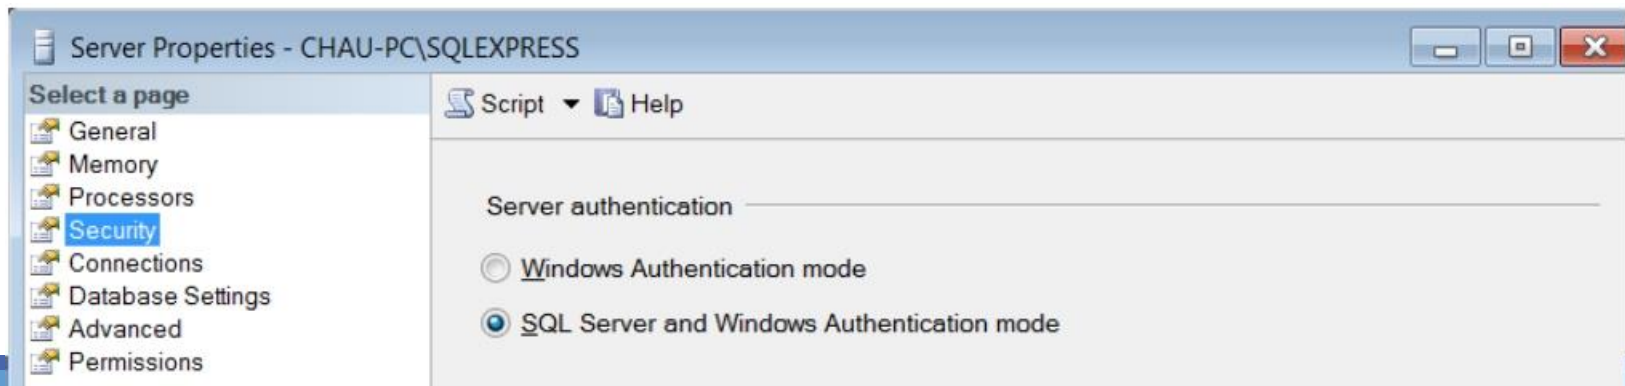 Server Properties - CHAU-PC\SQLEXPRESS
Select a page
General
Memory
Processors
Security
Connections
Database Settings
Advanced
Permissions
Script Help
Server authentication
Windows Authentication mode
SQL Server and Windows Authentication mode